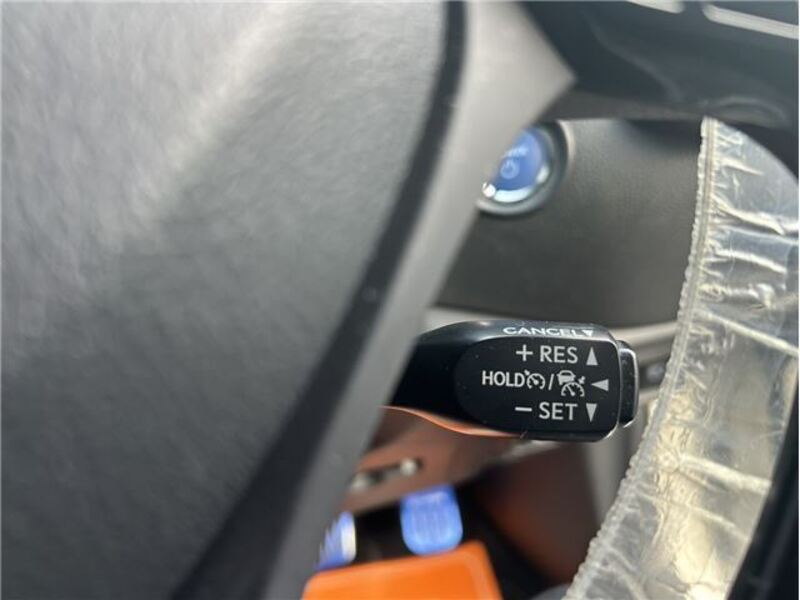 CANCEL▼
+ RES ▲
HOLD / ◀
− SET ▼